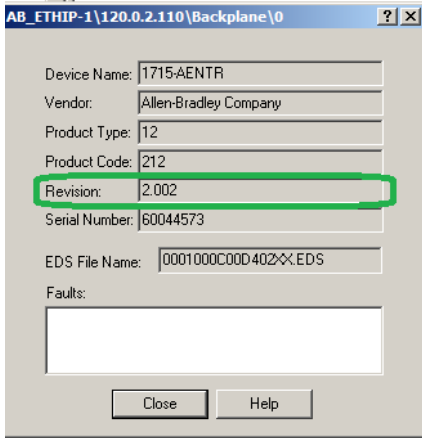 AB_ETHIP-1\120.0.2.110\Backplane\0
Device Name: 1715-AENTR
Vendor: Allen-Bradley Company
Product Type: 12
Product Code: 212
Revision: 2.002
Serial Number: 60044573
EDS File Name: 0001000C00D402XX.EDS
Faults:
Close Help